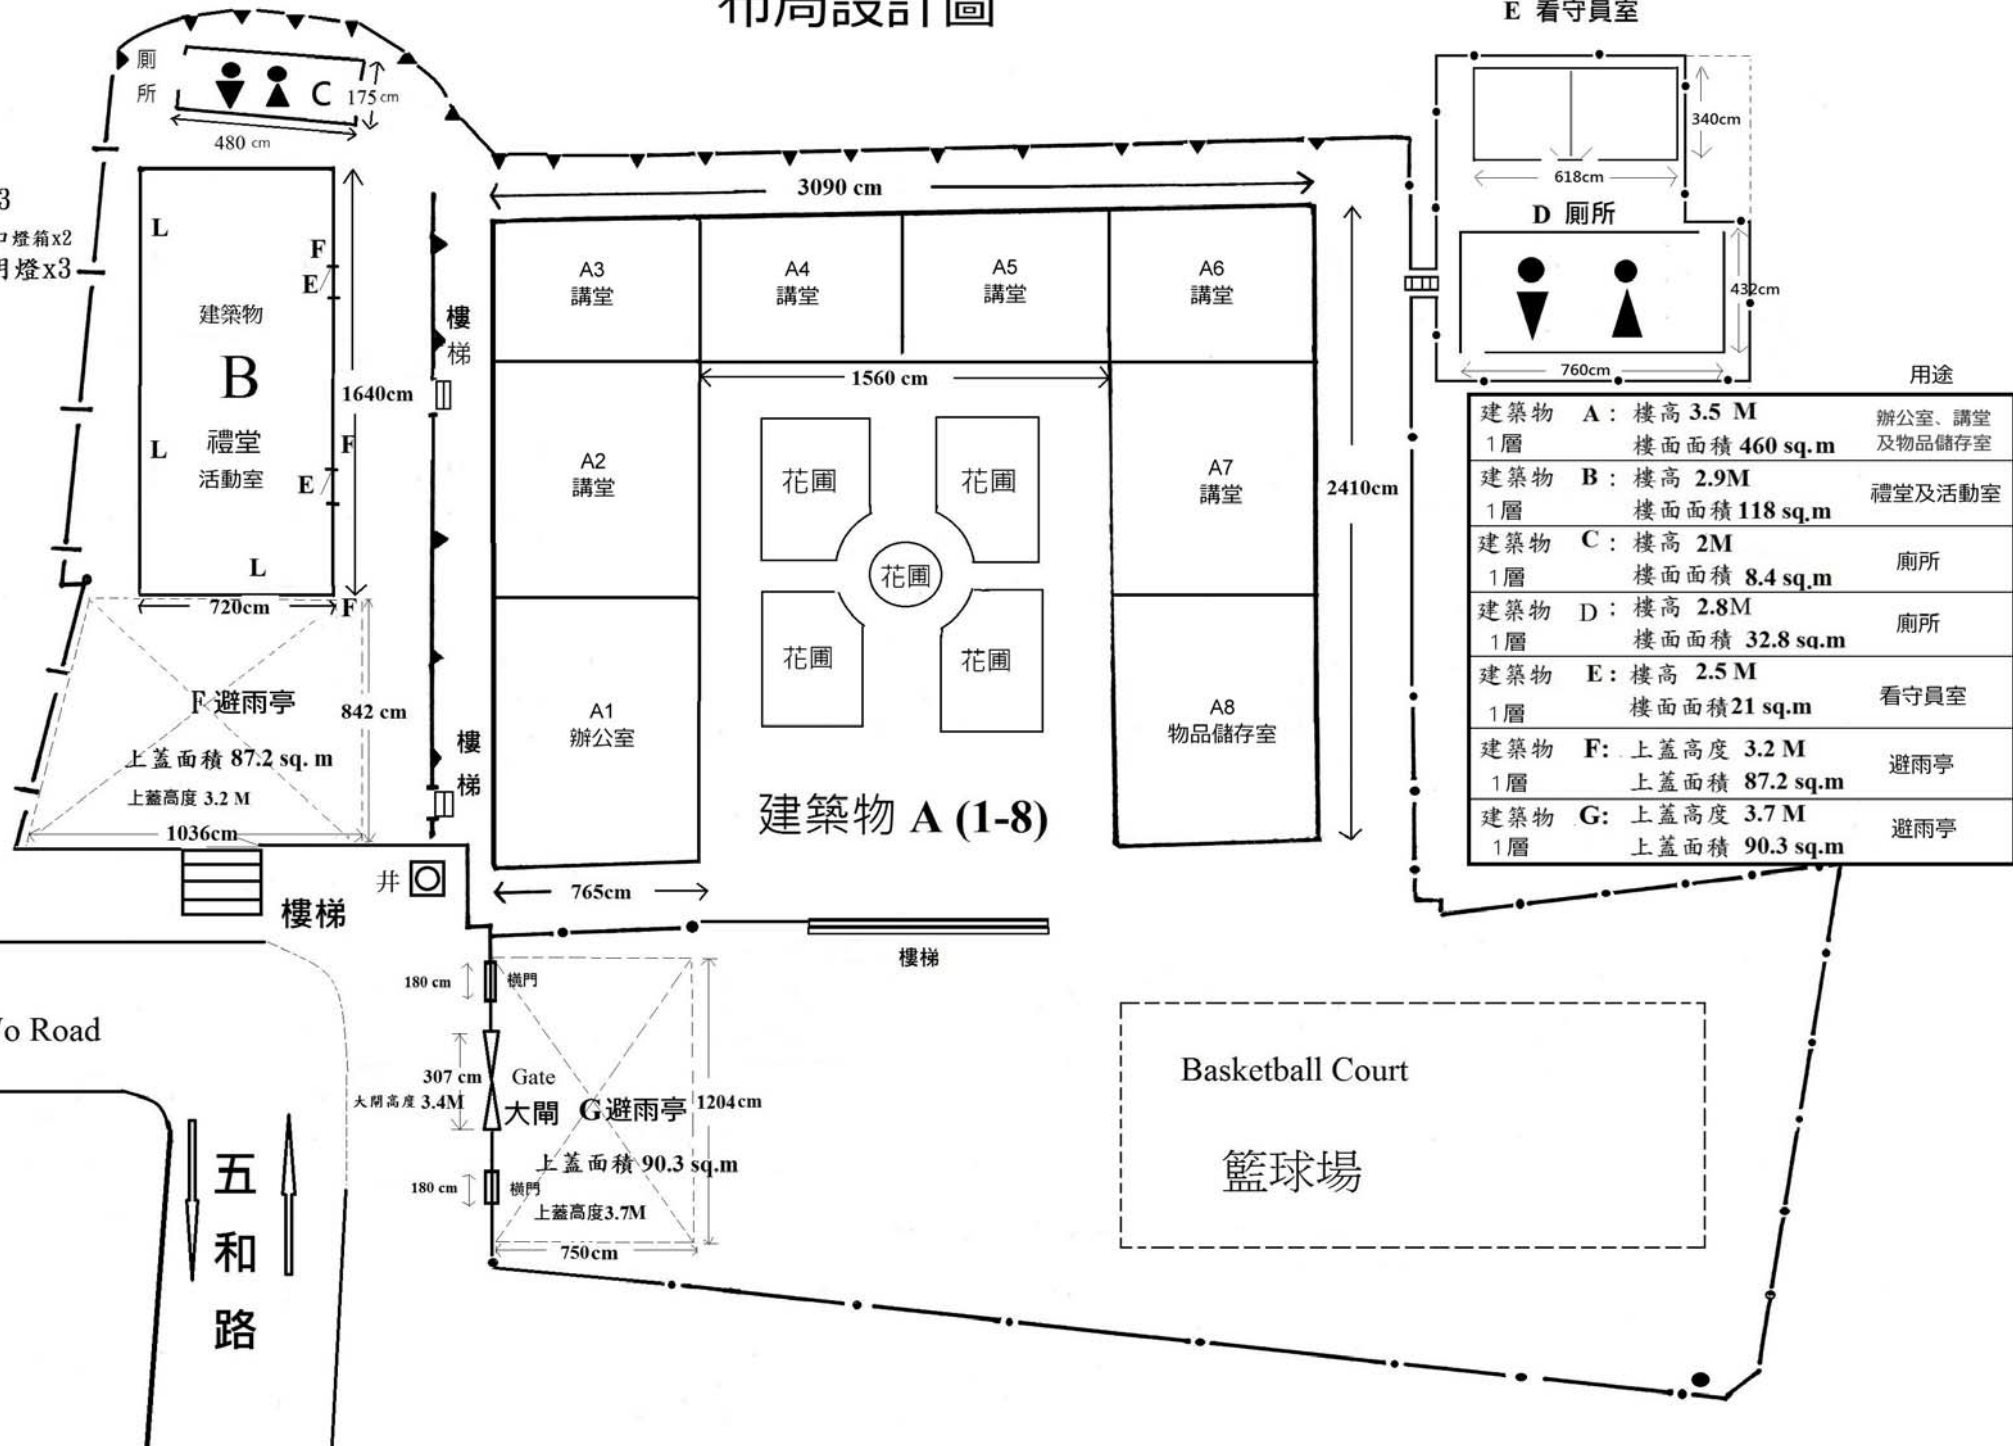 布局設計圖
E 看守員室
廁
所
C
175 cm
480 cm
340cm
618cm
D 廁所
432cm
760cm
3
口燈箱x2
明燈x3
L
F
E
建築物
B
禮堂
活動室
L
F
E
L
1640cm
720cm
F
樓
梯
3090 cm
A3
講堂
A4
講堂
A5
講堂
A6
講堂
1560 cm
A2
講堂
A7
講堂
2410cm
花圃
花圃
花圃
花圃
花圃
A1
辦公室
A8
物品儲存室
建築物 A (1-8)
765cm
F 避雨亭
842 cm
上蓋面積 87.2 sq. m
上蓋高度 3.2 M
1036cm
樓
梯
井
樓梯
樓梯
用途
建築物 A : 樓高 3.5 M
1層 樓面面積 460 sq.m
辦公室、講堂
及物品儲存室
建築物 B : 樓高 2.9M
1層 樓面面積 118 sq.m
禮堂及活動室
建築物 C : 樓高 2M
1層 樓面面積 8.4 sq.m
廁所
建築物 D : 樓高 2.8M
1層 樓面面積 32.8 sq.m
廁所
建築物 E : 樓高 2.5 M
1層 樓面面積21 sq.m
看守員室
建築物 F: 上蓋高度 3.2 M
1層 上蓋面積 87.2 sq.m
避雨亭
建築物 G: 上蓋高度 3.7 M
1層 上蓋面積 90.3 sq.m
避雨亭
180 cm
橫門
o Road
307 cm
Gate
大閘高度 3.4M
大閘
G避雨亭
1204cm
上蓋面積 90.3 sq.m
180 cm
橫門
上蓋高度3.7M
750cm
Basketball Court
籃球場
五
和
路